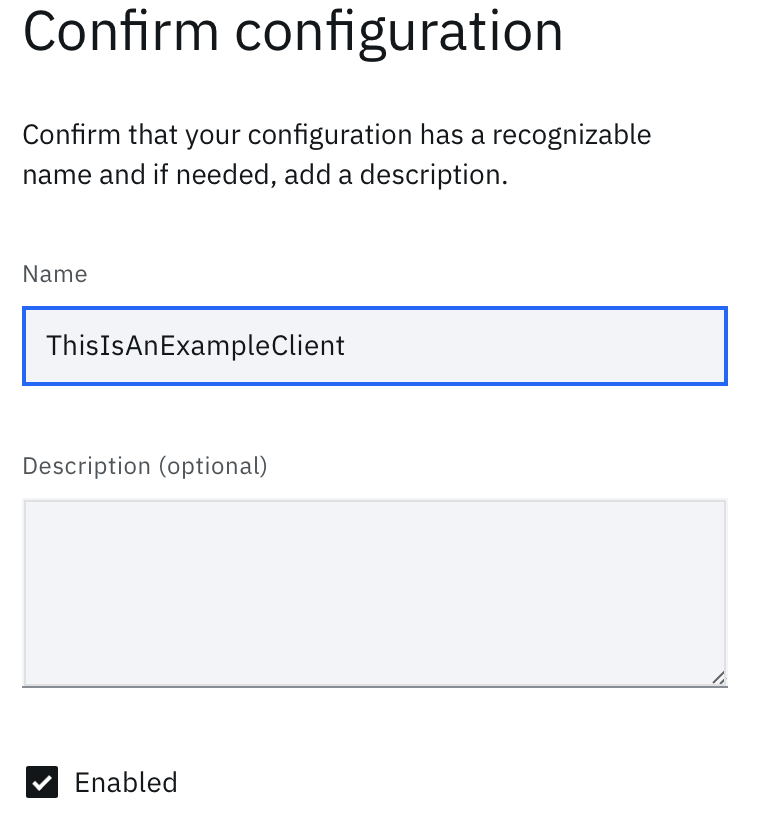 Confirm configuration
Confirm that your configuration has a recognizable
name and if needed, add a description.
Name
ThisIsAnExampleClient
Description (optional)
Enabled